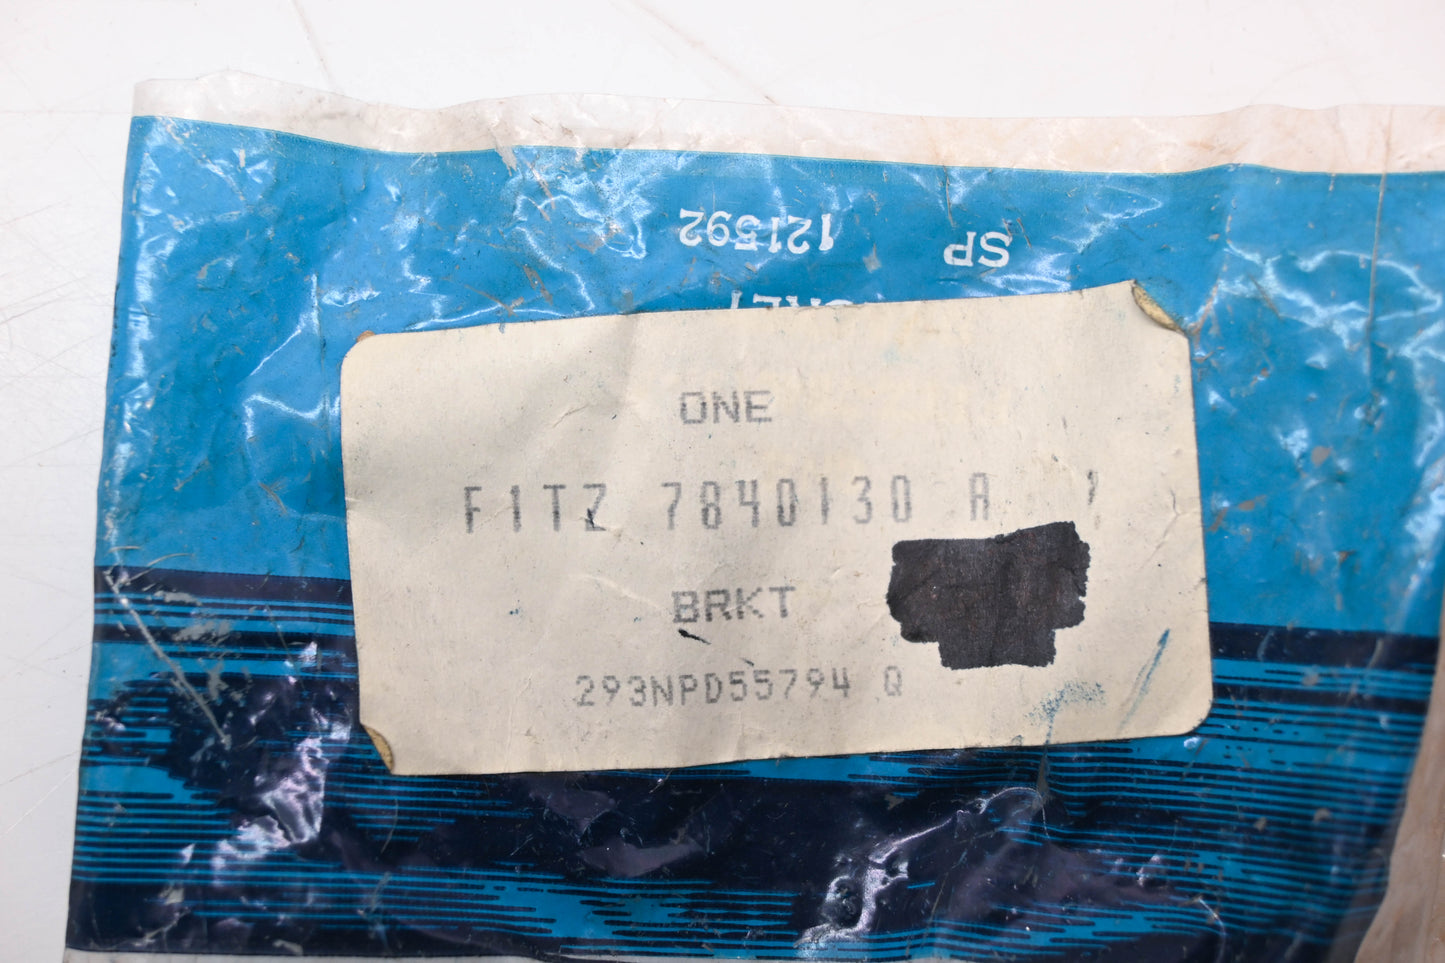 SP
121592
ONE
F1TZ 7840130 A
BRKT
293NPD55794 Q